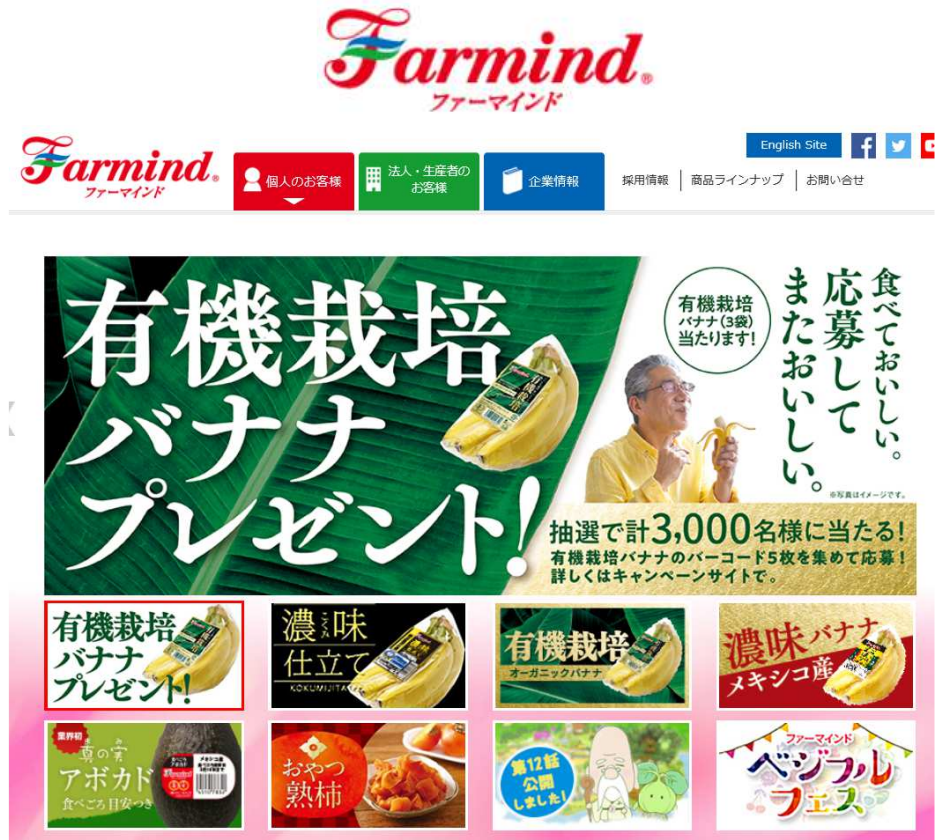 Farmind®
ファーマインド
Farmind®
ファーマインド
個人のお客様
法人・生産者の
お客様
企業情報
English Site
採用情報
商品ラインナップ
お問い合せ
有機栽培
バナナ
プレゼント!
有機栽培
バナナ(3袋)
当たります!
食べておいしい。
応募して
またおいしい。
※写真はイメージです。
抽選で計3,000名様に当たる!
有機栽培バナナのバーコード5枚を集めて応募!
詳しくはキャンペーンサイトで。
有機栽培
バナナ
プレゼント!
濃味
こくみ
仕立て
KOKUMIJITATE
有機栽培
オーガニックバナナ
濃味バナナ
メキシコ産
業界初
真の実
アボカド
食べごろ目安つき
おやつ
熟柿
第12話
公開
しました!
ファーマインド
ベジフル
フェス